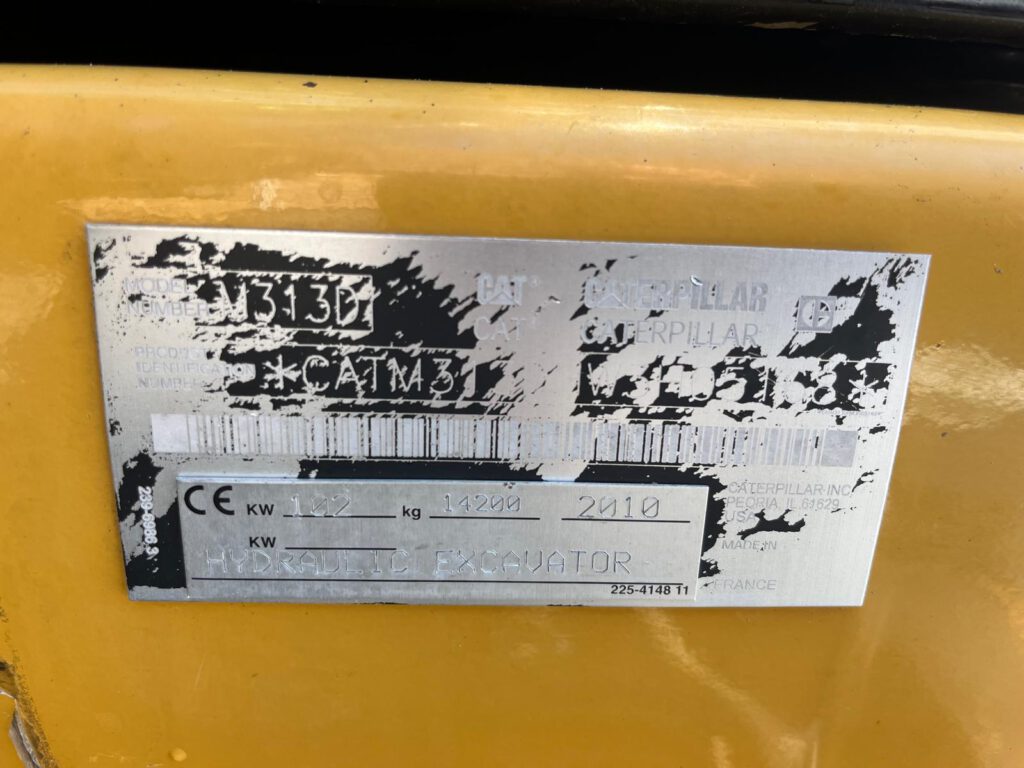 MODEL M313D CAT CATERPILLAR
NUMBER CAT CATERPILLAR
PRODUCT
IDENTIFICATION *CATM31
NUMBER
CE KW 102 kg 14200 2010
KW
HYDRAULIC EXCAVATOR
225-4148 11
CATERPILLAR INC
PEORIA, IL 61629
USA
MADE IN
FRANCE